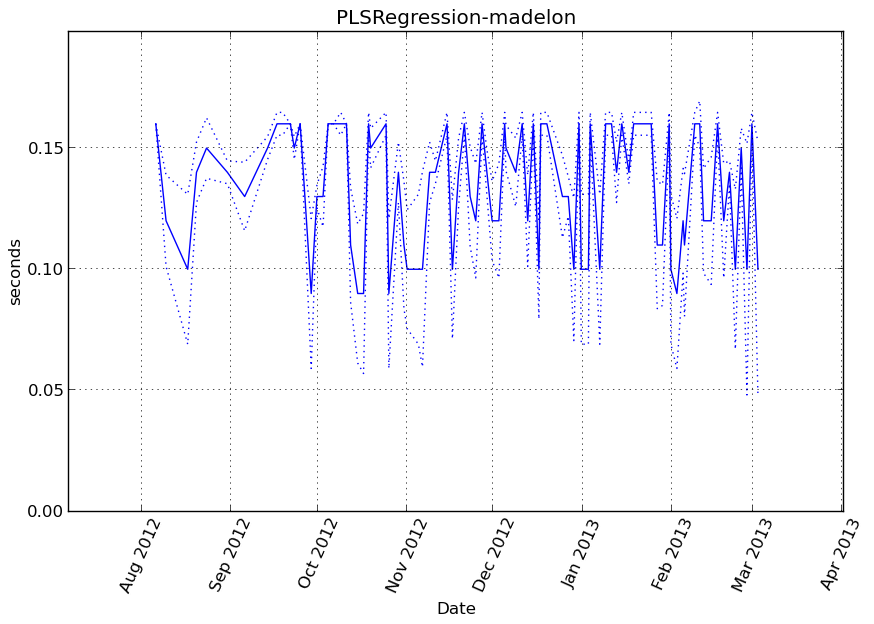 PLSRegression-madelon
seconds
0.15
0.10
0.05
0.00
Aug 2012
Sep 2012
Oct 2012
Nov 2012
Dec 2012
Jan 2013
Feb 2013
Mar 2013
Apr 2013
Date